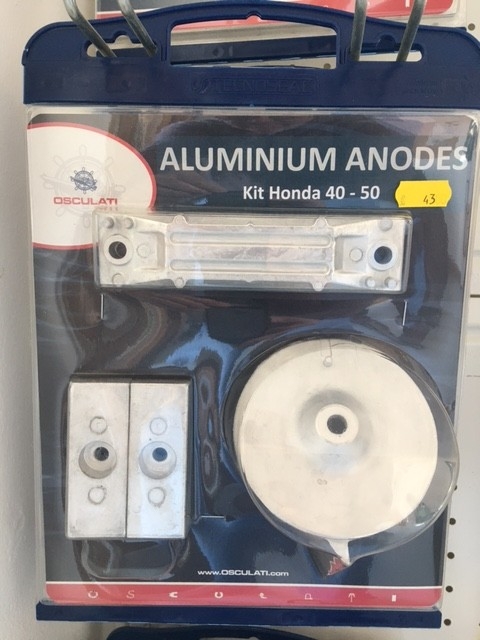 ALUMINIUM ANODES
OSCULATI
Kit Honda 40 - 50
43
www.OSCULATI.com